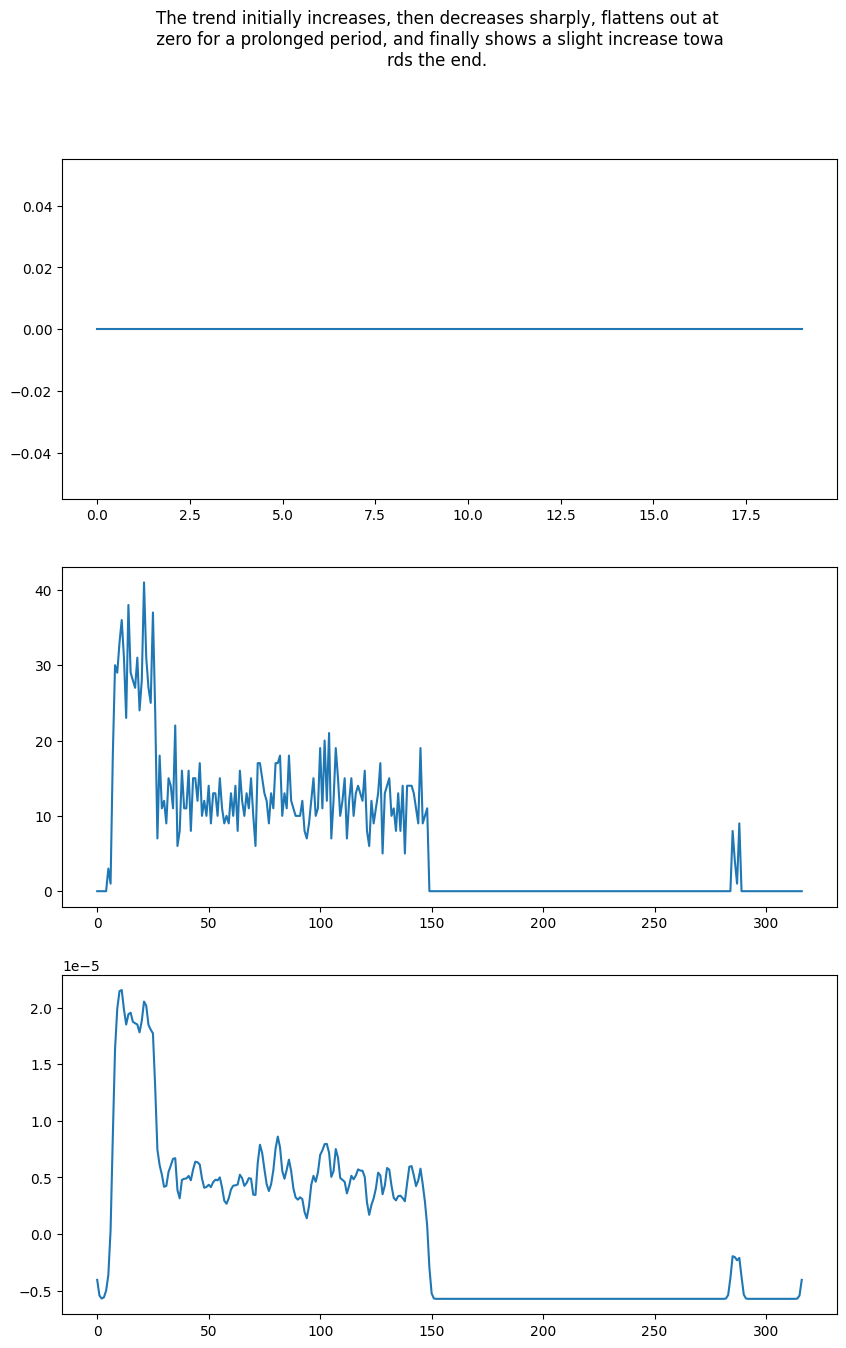 The trend initially increases, then decreases sharply, flattens out at
zero for a prolonged period, and finally shows a slight increase towa
rds the end.
0.04
0.02
0.00
−0.02
−0.04
0.0 2.5 5.0 7.5 10.0 12.5 15.0 17.5
40
30
20
10
0
0 50 100 150 200 250 300
1e−5
2.0
1.5
1.0
0.5
0.0
−0.5
0 50 100 150 200 250 300